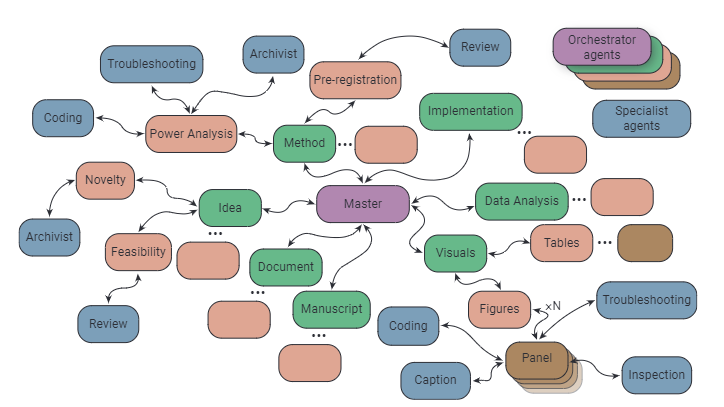 Orchestrator
agents
Archivist
Review
Troubleshooting
Pre-registration
Implementation
Specialist
agents
Coding
Power Analysis
Method
...
...
Novelty
Idea
Master
Data Analysis
...
Archivist
...
Feasibility
Document
...
Visuals
Tables
...
Review
Manuscript
...
Figures
×N
Troubleshooting
Coding
Panel
Caption
Inspection